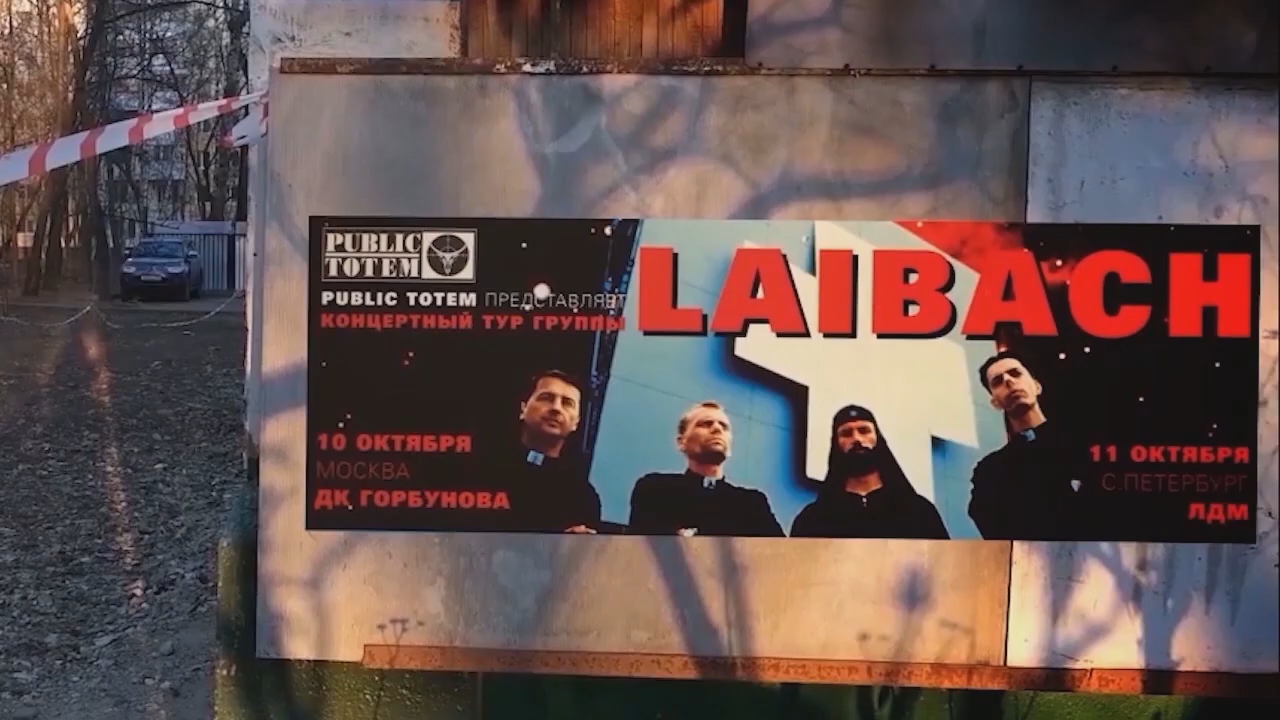 PUBLIC
TOTEM
PUBLIC TOTEM ПРЕДСТАВЛЯЕТ
КОНЦЕРТНЫЙ ТУР ГРУППЫ
LAIBACH
10 ОКТЯБРЯ
МОСКВА
ДК ГОРБУНОВА
11 ОКТЯБРЯ
С.ПЕТЕРБУРГ
ЛДМ